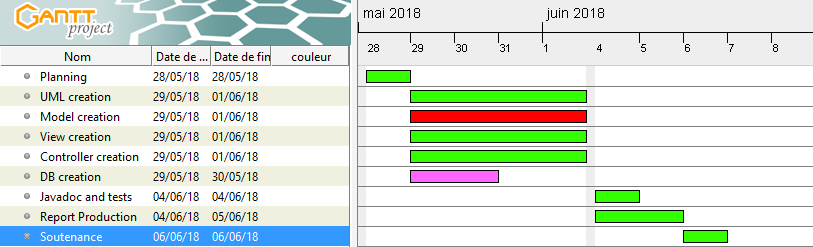 GANTT
project
mai 2018
juin 2018
28 29 30 31 1 4 5 6 7 8
Nom Date de ... Date de fin couleur
Planning 28/05/18 28/05/18
UML creation 29/05/18 01/06/18
Model creation 29/05/18 01/06/18
View creation 29/05/18 01/06/18
Controller creation 29/05/18 01/06/18
DB creation 29/05/18 30/05/18
Javadoc and tests 04/06/18 04/06/18
Report Production 04/06/18 05/06/18
Soutenance 06/06/18 06/06/18